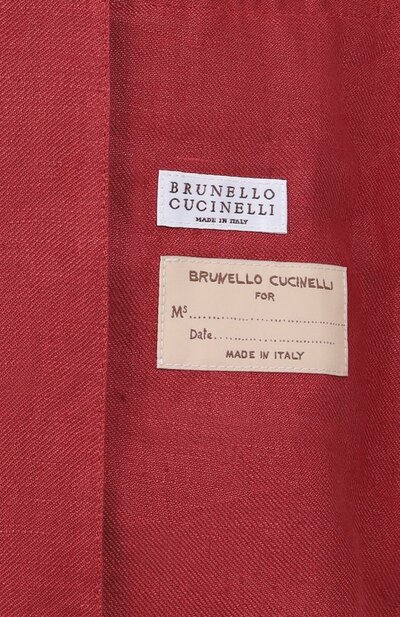 BRUNELLO
CUCINELLI
MADE IN ITALY
BRUNELLO CUCINELLI
FOR
Ms
Date
MADE IN ITALY